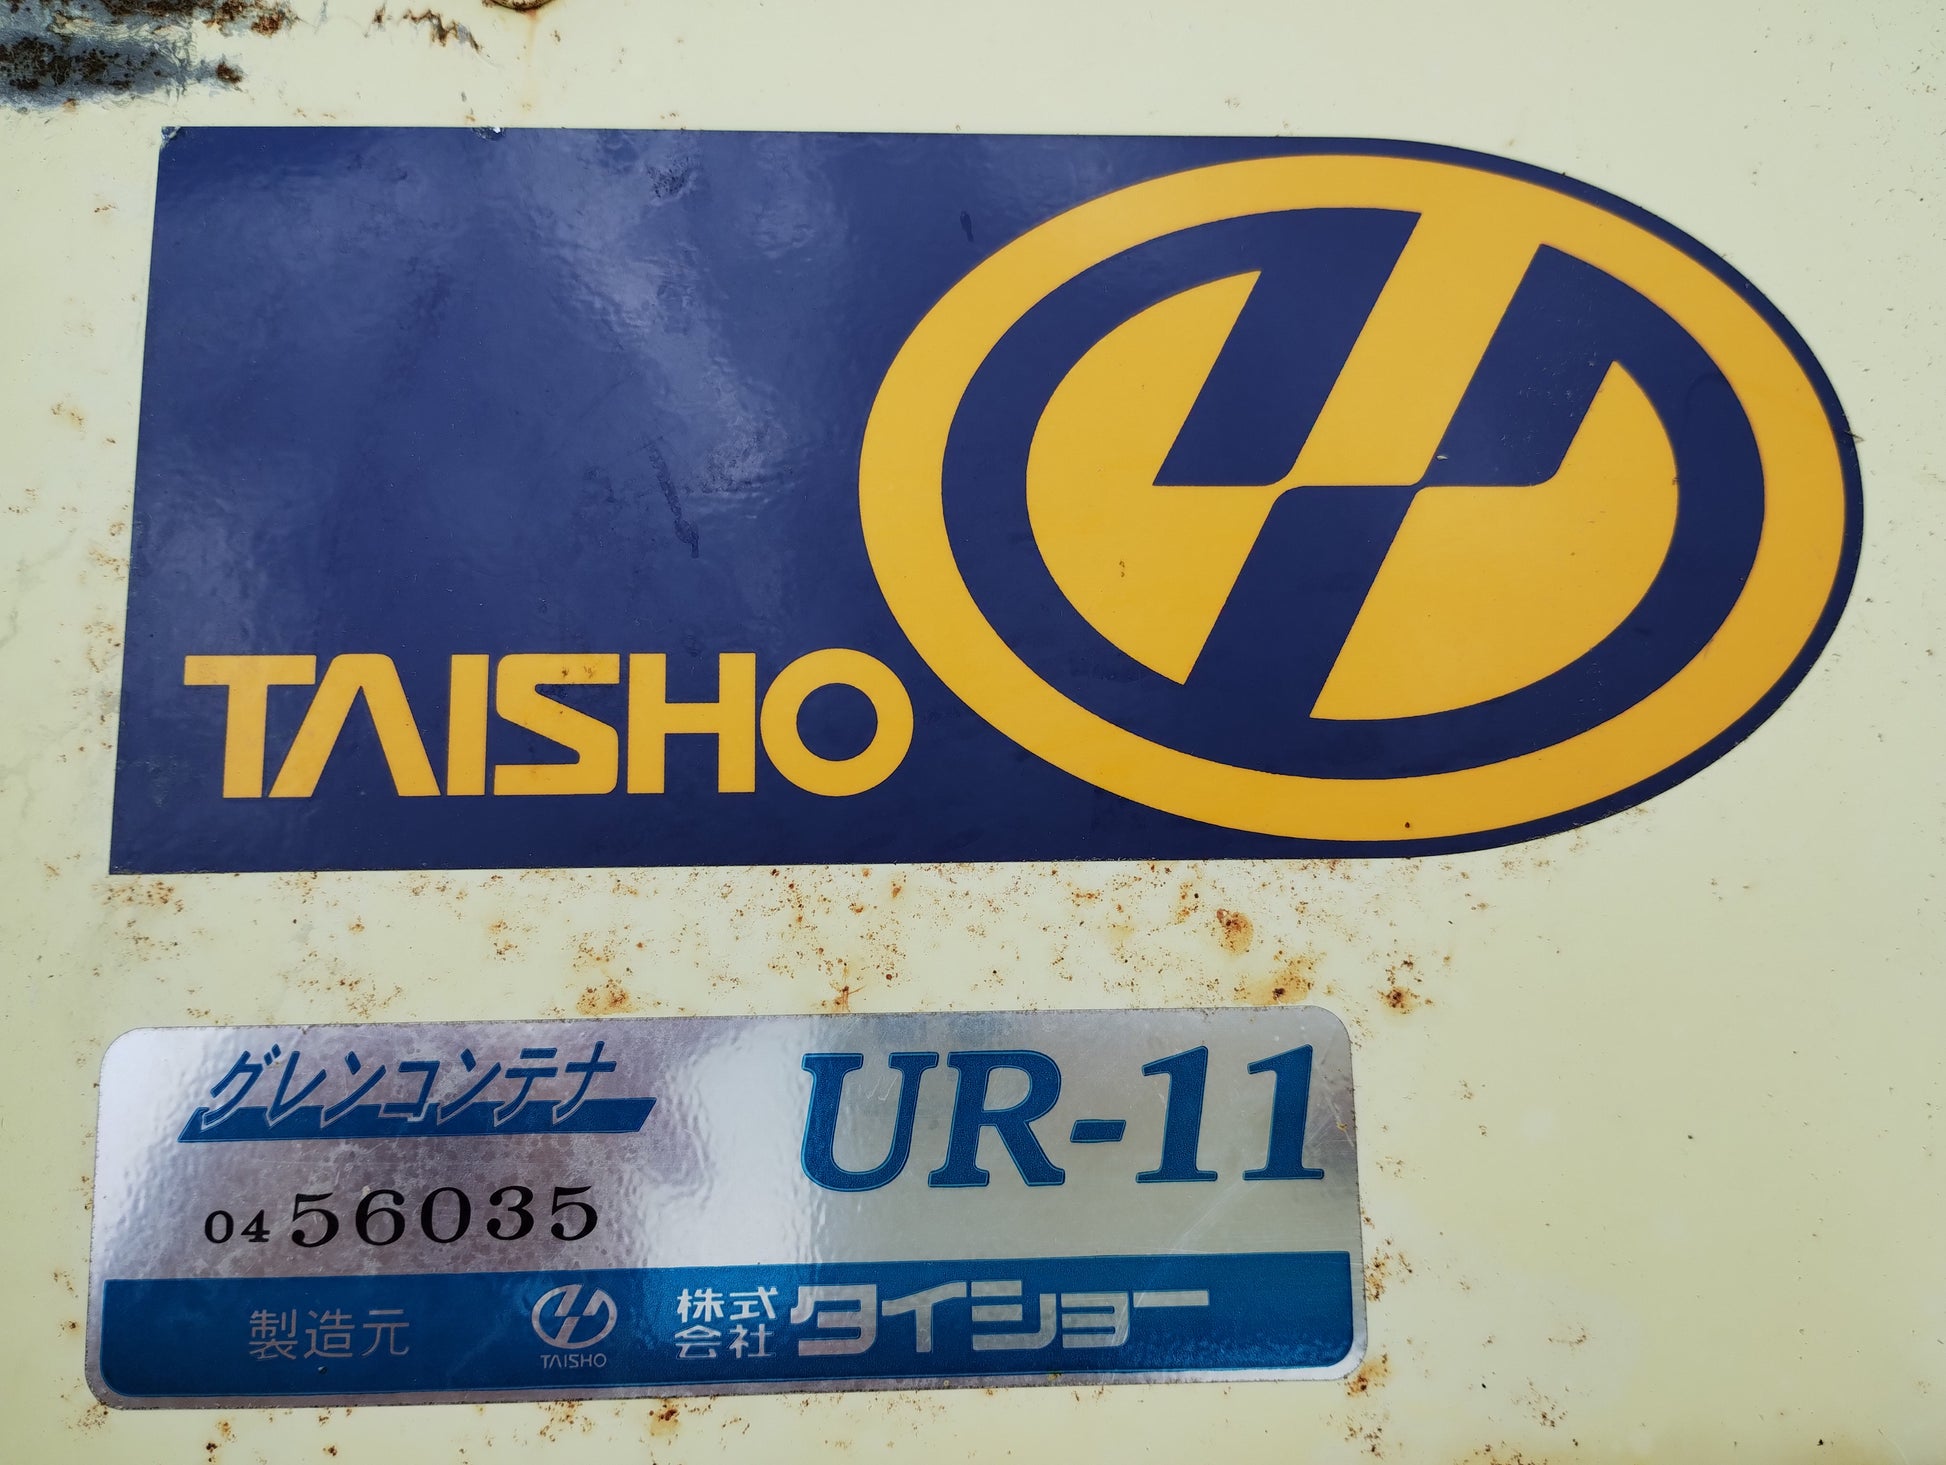 TAISHO
グレンコンテナ UR-11
04 56035
製造元 TAISHO 株式会社 タイショー